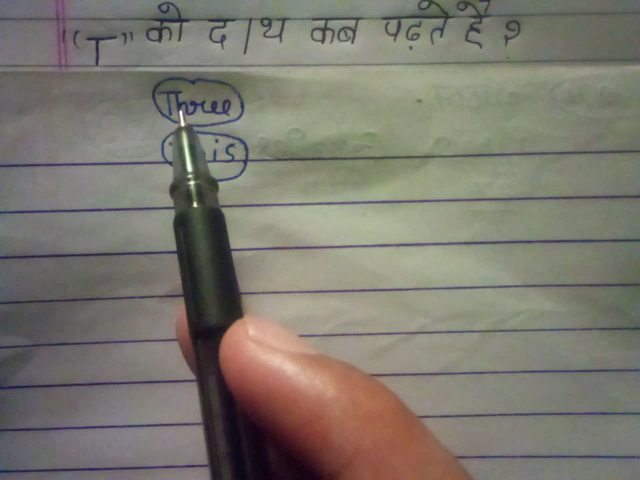 "T" को द/थ कब पढ़ते हैं ?
Three
is